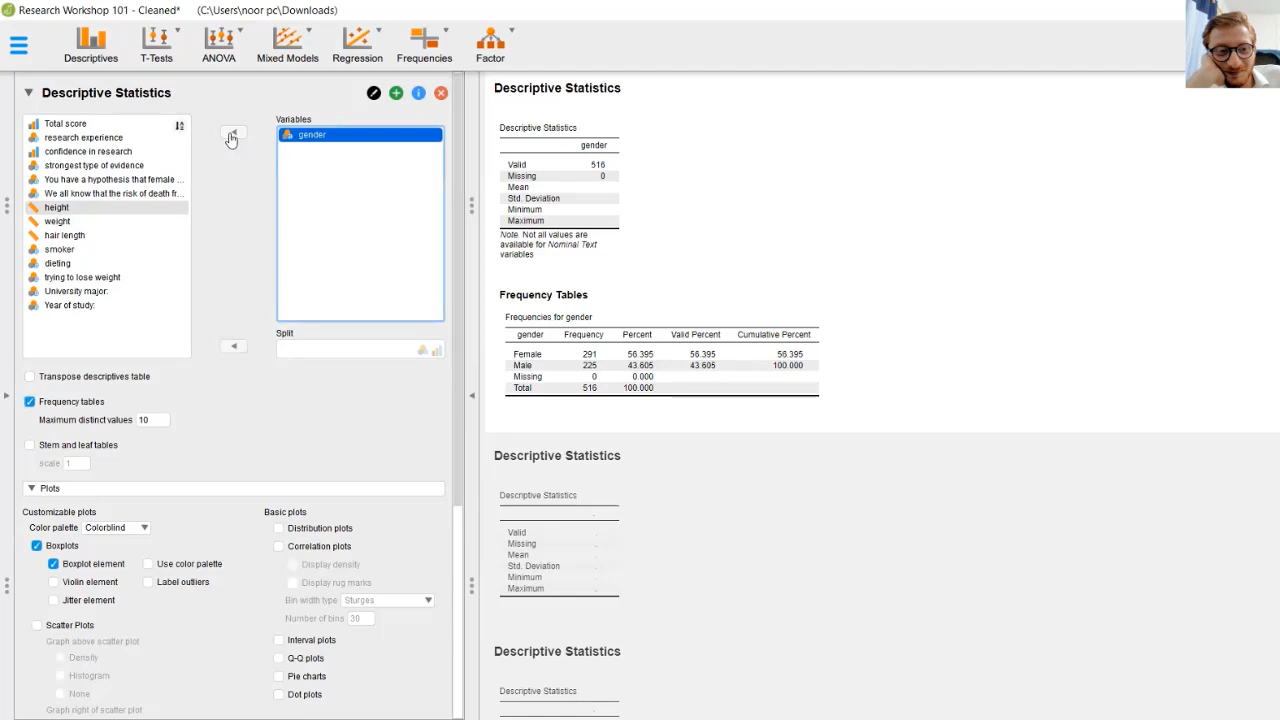 Research Workshop 101 - Cleaned* (C:\Users\noor pc\Downloads)
Descriptives T-Tests ANOVA Mixed Models Regression Frequencies Factor
Descriptive Statistics
Total score
research experience
confidence in research
strongest type of evidence
You have a hypothesis that female ...
We all know that the risk of death fr...
height
weight
hair length
smoker
dieting
trying to lose weight
University major:
Year of study:
Variables
gender
Split
Transpose descriptives table
Frequency tables
Maximum distinct values 10
Stem and leaf tables
scale 1
Plots
Customizable plots
Color palette Colorblind
Boxplots
Boxplot element Use color palette
Violin element Label outliers
Jitter element
Scatter Plots
Graph above scatter plot
Density
Histogram
None
Graph right of scatter plot
Basic plots
Distribution plots
Correlation plots
Display density
Display rug marks
Bin width type Sturges
Number of bins 30
Interval plots
Q-Q plots
Pie charts
Dot plots
Descriptive Statistics
Descriptive Statistics
gender
Valid 516
Missing 0
Mean
Std. Deviation
Minimum
Maximum
Note. Not all values are
available for Nominal Text
variables
Frequency Tables
Frequencies for gender
gender Frequency Percent Valid Percent Cumulative Percent
Female 291 56.395 56.395 56.395
Male 225 43.605 43.605 100.000
Missing 0 0.000
Total 516 100.000
Descriptive Statistics
Descriptive Statistics
.
Valid .
Missing .
Mean .
Std. Deviation .
Minimum .
Maximum .
Descriptive Statistics
Descriptive Statistics
.